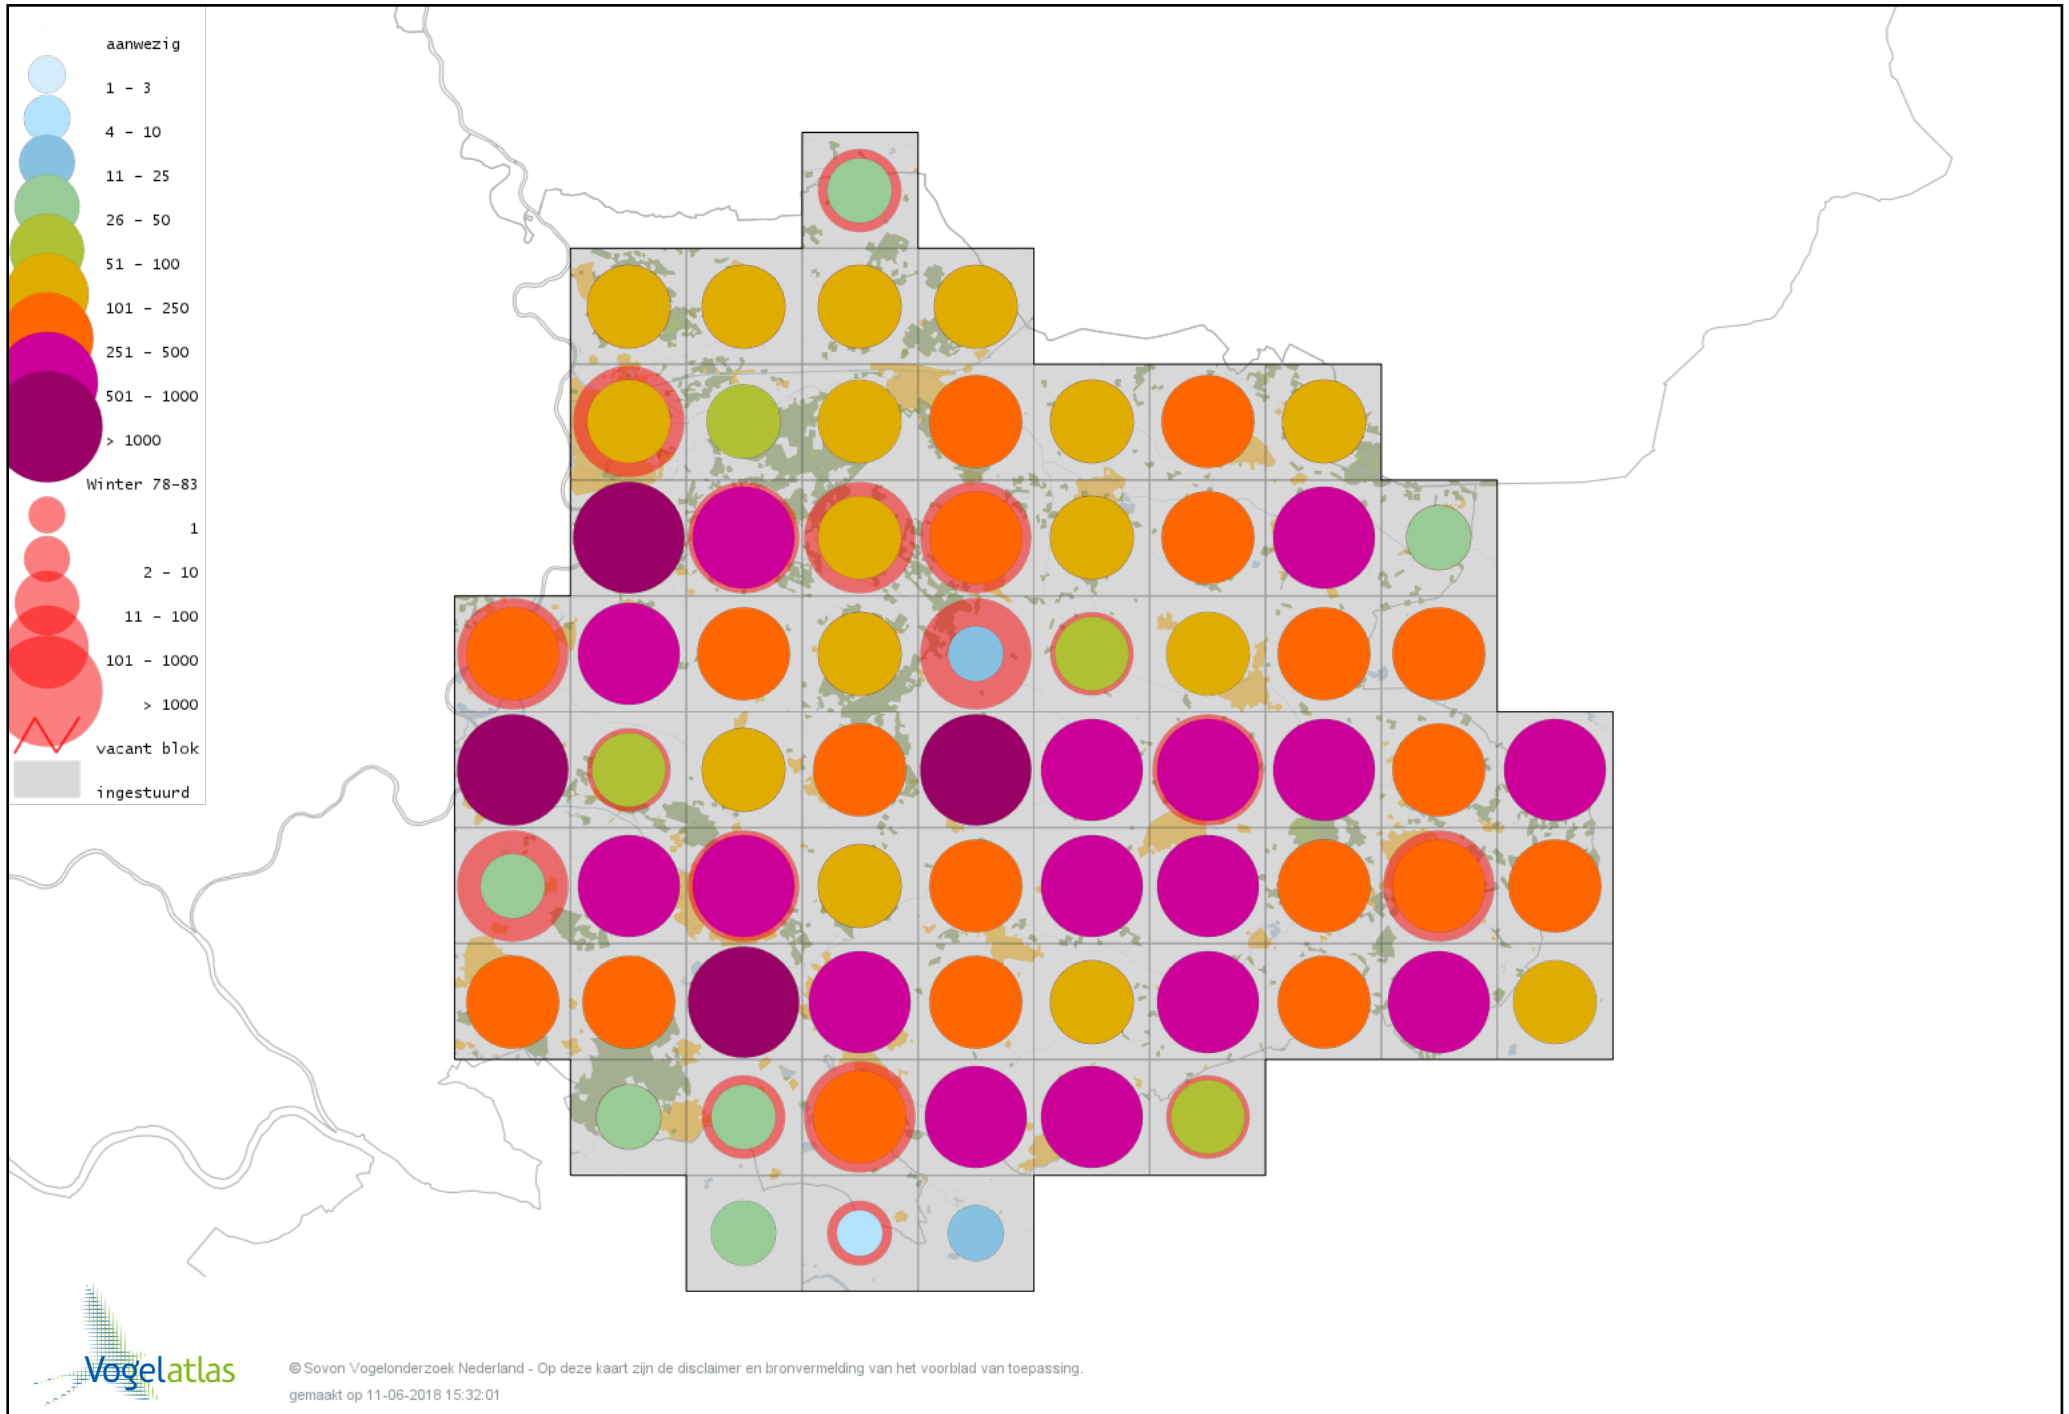 aanwezig
1 - 3
4 - 10
11 - 25
26 - 50
51 - 100
101 - 250
251 - 500
501 - 1000
> 1000
Winter 78-83
1
2 - 10
11 - 100
101 - 1000
> 1000
vacant blok
ingestuurd
Vogelatlas
© Sovon Vogelonderzoek Nederland - Op deze kaart zijn de disclaimer en bronvermelding van het voorblad van toepassing.
gemaakt op 11-06-2018 15:32:01